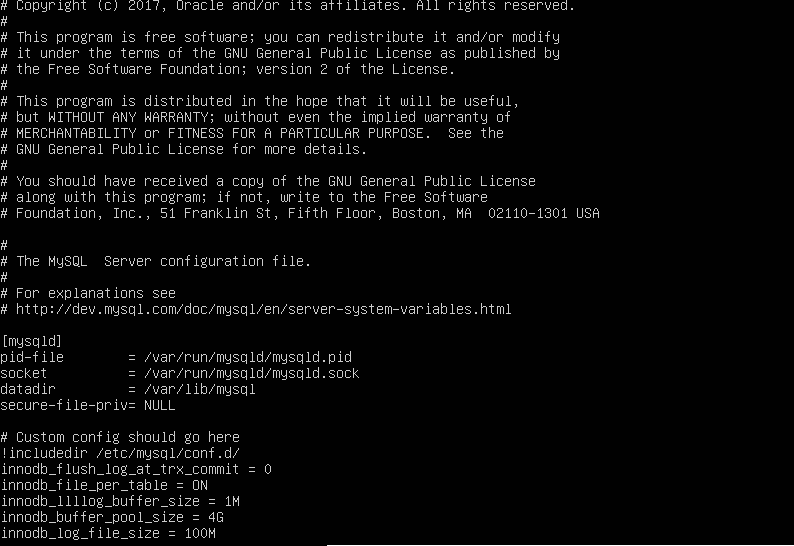 # Copyright (c) 2017, Oracle and/or its affiliates. All rights reserved.
#
# This program is free software; you can redistribute it and/or modify
# it under the terms of the GNU General Public License as published by
# the Free Software Foundation; version 2 of the License.
#
# This program is distributed in the hope that it will be useful,
# but WITHOUT ANY WARRANTY; without even the implied warranty of
# MERCHANTABILITY or FITNESS FOR A PARTICULAR PURPOSE.  See the
# GNU General Public License for more details.
#
# You should have received a copy of the GNU General Public License
# along with this program; if not, write to the Free Software
# Foundation, Inc., 51 Franklin St, Fifth Floor, Boston, MA  02110-1301 USA

#
# The MySQL  Server configuration file.
#
# For explanations see
# http://dev.mysql.com/doc/mysql/en/server-system-variables.html

[mysqld]
pid-file        = /var/run/mysqld/mysqld.pid
socket          = /var/run/mysqld/mysqld.sock
datadir         = /var/lib/mysql
secure-file-priv= NULL

# Custom config should go here
!includedir /etc/mysql/conf.d/
innodb_flush_log_at_trx_commit = 0
innodb_file_per_table = ON
innodb_llllog_buffer_size = 1M
innodb_buffer_pool_size = 4G
innodb_log_file_size = 100M